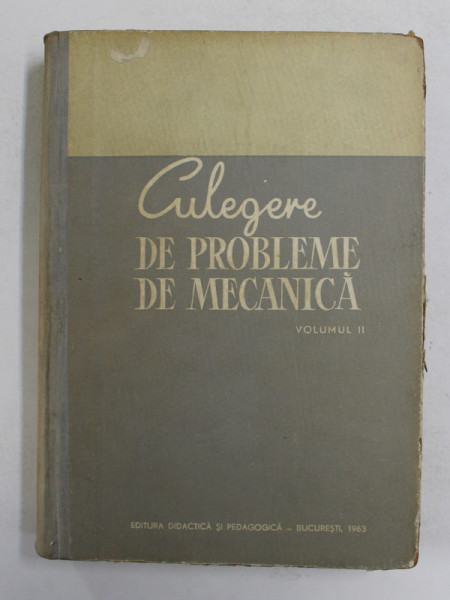 Culegere
DE PROBLEME
DE MECANICĂ
VOLUMUL II
EDITURA DIDACTICĂ ȘI PEDAGOGICĂ – BUCUREȘTI, 1963